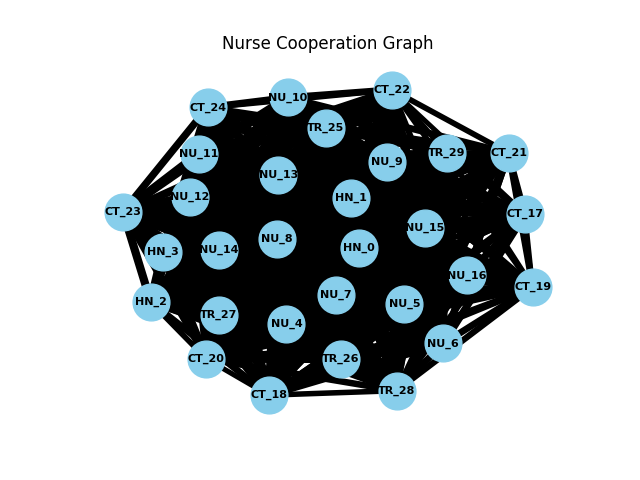 Nurse Cooperation Graph
CT_22
NU_10
CT_24
TR_25
CT_21
TR_29
NU_11
NU_9
NU_13
NU_12
HN_1
CT_23
CT_17
NU_15
NU_8
HN_0
NU_14
HN_3
NU_16
CT_19
NU_7
HN_2
NU_5
TR_27
NU_4
NU_6
CT_20
TR_26
TR_28
CT_18